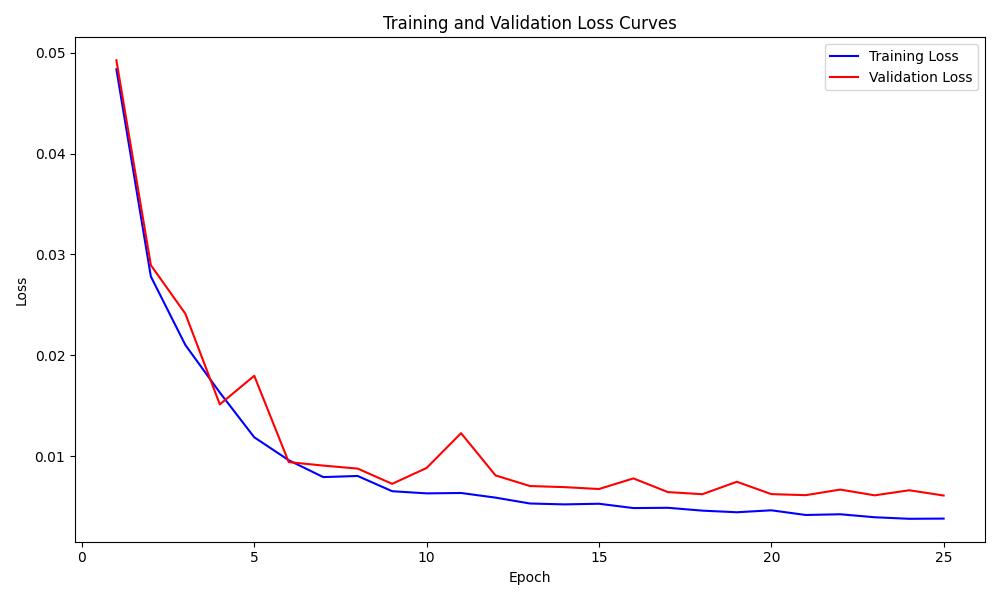 Training and Validation Loss Curves
Training Loss
Validation Loss
0.05
0.04
0.03
0.02
0.01
Loss
0 5 10 15 20 25
Epoch